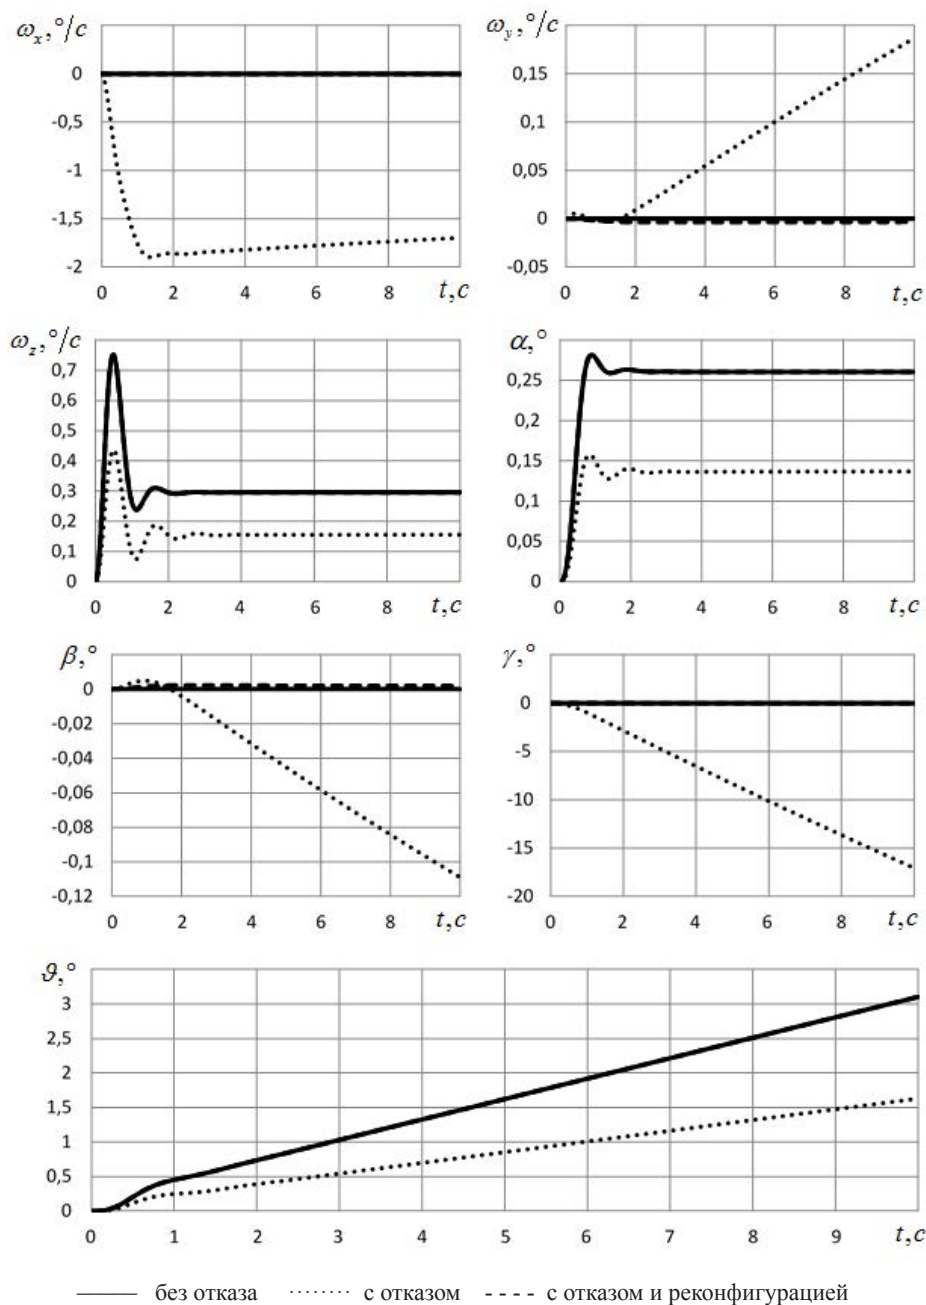 ω_x, °/с
ω_y, °/с
0
-0,5
-1
-1,5
-2
0 2 4 6 8 t, с
0,15
0,1
0,05
0
-0,05
0 2 4 6 8 t, с
ω_z, °/с
α, °
0,7
0,6
0,5
0,4
0,3
0,2
0,1
0
0 2 4 6 8 t, с
0,25
0,2
0,15
0,1
0,05
0
0 2 4 6 8 t, с
β, °
γ, °
0
-0,02
-0,04
-0,06
-0,08
-0,1
-0,12
0 2 4 6 8 t, с
0
-5
-10
-15
-20
0 2 4 6 8 t, с
ϑ, °
3
2,5
2
1,5
1
0,5
0
0 1 2 3 4 5 6 7 8 9 t, с
без отказа с отказом с отказом и реконфигурацией